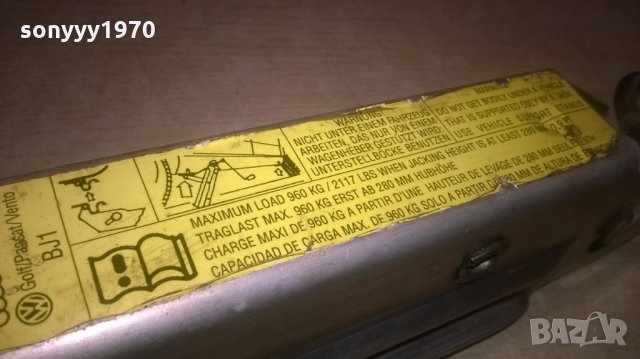 sonyyy1970
WARNUNG!
NICHT UNTER EINEM FAHRZEUG
ARBEITEN, DAS NUR VON EINEM
WAGENHEBER GESTÜTZT WIRD.
UNTERSTELLBÖCKE BENUTZEN
DO NOT GET BODILY UNDER A
THAT IS SUPPORTED ONLY BY
USE VEHICLE SUPPORT STANDS
MAXIMUM LOAD 960 KG / 2117 LBS WHEN JACKING HEIGHT IS AT LEAST 280
TRAGLAST MAX. 960 KG ERST AB 280 MM HUBHÖHE
CHARGE MAXI DE 960 KG A PARTIR D'UNE HAUTEUR DE LEVAGE DE 280 MM SEULEMENT
CAPACIDAD DE CARGA MAX. DE 960 KG SOLO A PARTIR DE 280 MM DE ALTURA DE
Golf/Passat/Vento
BJ1
BAZAR
bg